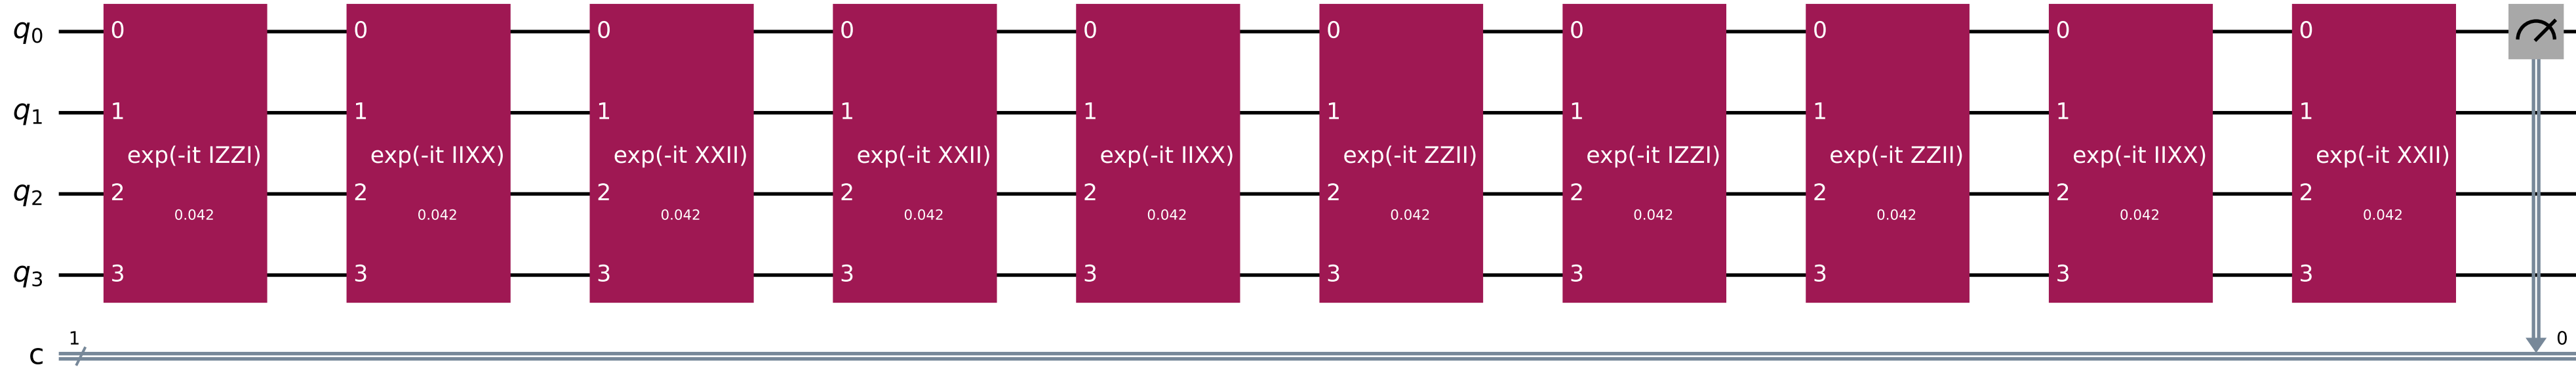 q0 0 0 0 0 0 0 0 0 0 0
q1 1 1 1 1 1 1 1 1 1 1
exp(-it IZZI) exp(-it IIXX) exp(-it XXII) exp(-it XXII) exp(-it IIXX) exp(-it ZZII) exp(-it IZZI) exp(-it ZZII) exp(-it IIXX) exp(-it XXII)
q2 2 2 2 2 2 2 2 2 2 2
0.042 0.042 0.042 0.042 0.042 0.042 0.042 0.042 0.042 0.042
q3 3 3 3 3 3 3 3 3 3 3
1 0
c